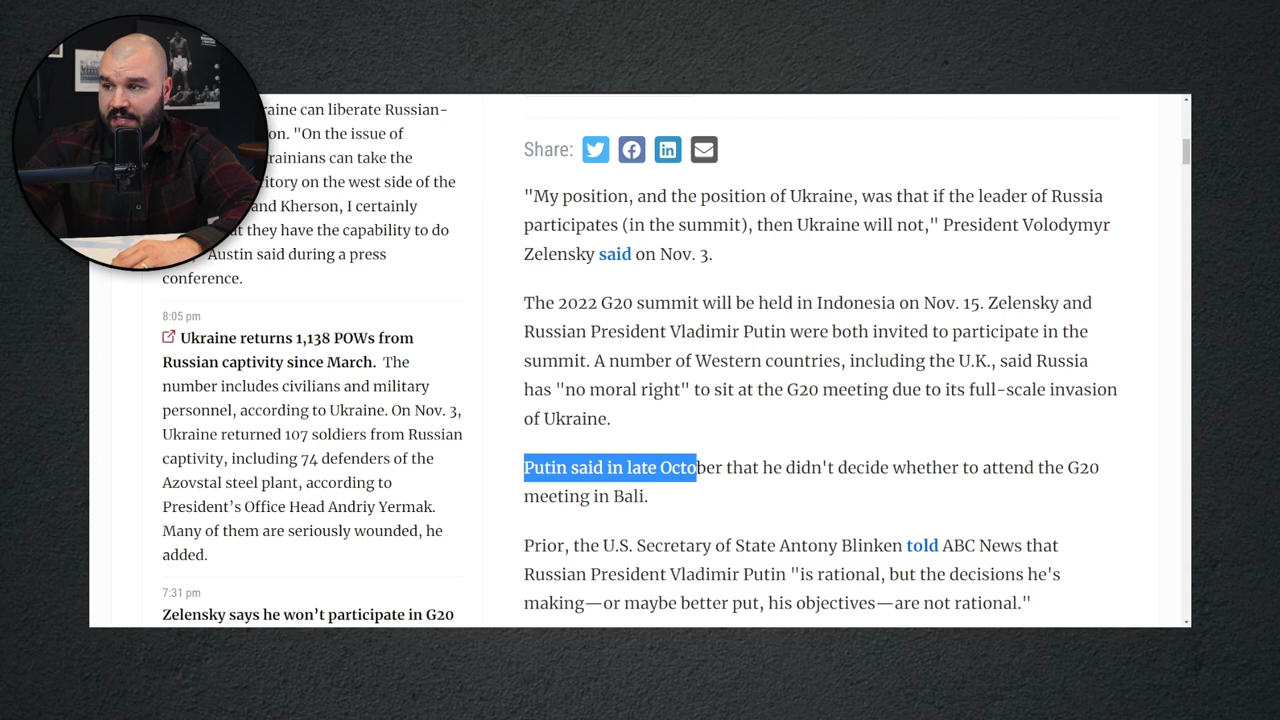 raine can liberate Russian-
on. "On the issue of
rainians can take the
itory on the west side of the
and Kherson, I certainly
t they have the capability to do
Austin said during a press
conference.
8:05 pm
Ukraine returns 1,138 POWs from
Russian captivity since March. The
number includes civilians and military
personnel, according to Ukraine. On Nov. 3,
Ukraine returned 107 soldiers from Russian
captivity, including 74 defenders of the
Azovstal steel plant, according to
President's Office Head Andriy Yermak.
Many of them are seriously wounded, he
added.
7:31 pm
Zelensky says he won't participate in G20
Share:
"My position, and the position of Ukraine, was that if the leader of Russia
participates (in the summit), then Ukraine will not," President Volodymyr
Zelensky said on Nov. 3.
The 2022 G20 summit will be held in Indonesia on Nov. 15. Zelensky and
Russian President Vladimir Putin were both invited to participate in the
summit. A number of Western countries, including the U.K., said Russia
has "no moral right" to sit at the G20 meeting due to its full-scale invasion
of Ukraine.
Putin said in late October that he didn't decide whether to attend the G20
meeting in Bali.
Prior, the U.S. Secretary of State Antony Blinken told ABC News that
Russian President Vladimir Putin "is rational, but the decisions he's
making—or maybe better put, his objectives—are not rational."